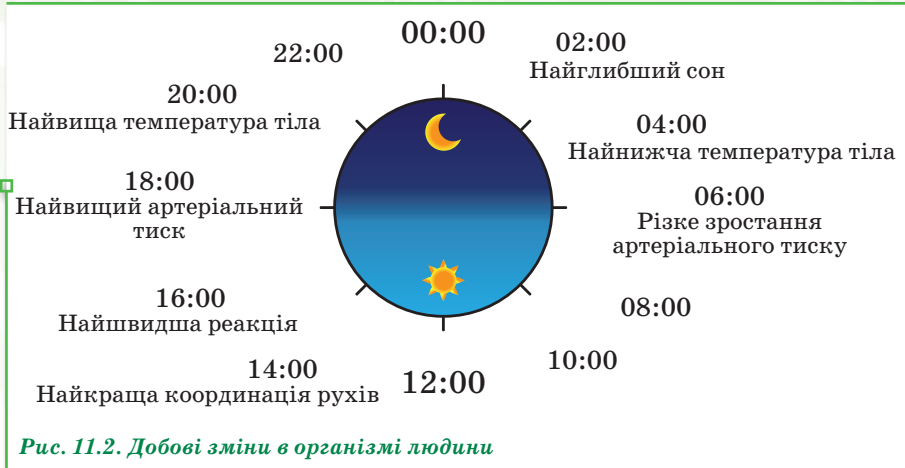 00:00
02:00
Найглибший сон
04:00
Найнижча температура тіла
06:00
Різке зростання
артеріального тиску
08:00
10:00
12:00
14:00
Найкраща координація рухів
16:00
Найшвидша реакція
18:00
Найвищий артеріальний
тиск
20:00
Найвища температура тіла
22:00
Рис. 11.2. Добові зміни в організмі людини